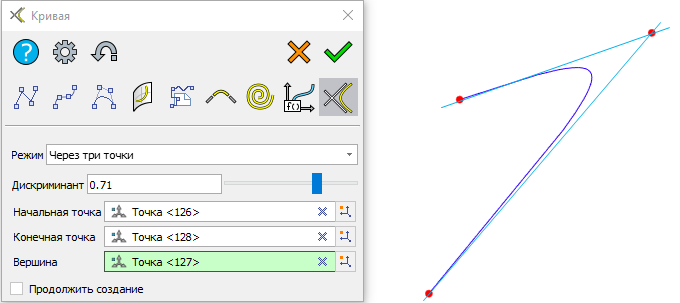 Кривая
?
f()
Режим Через три точки
Дискриминант 0.71
Начальная точка Точка <126>
Конечная точка Точка <128>
Вершина Точка <127>
Продолжить создание